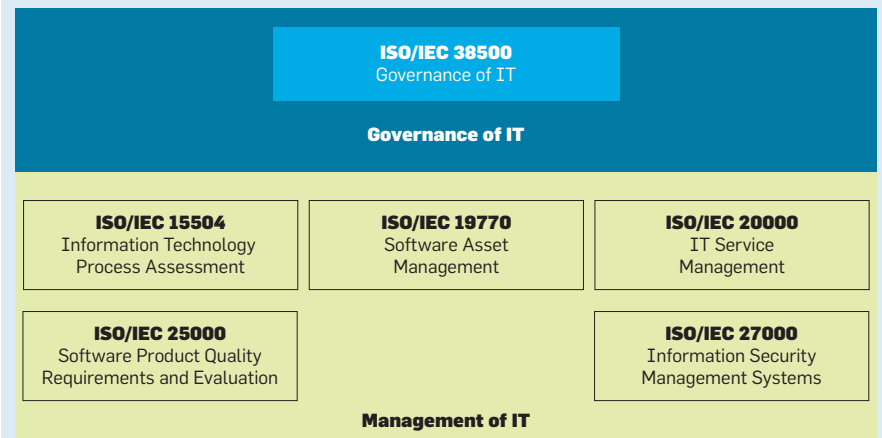 ISO/IEC 38500
Governance of IT
Governance of IT
ISO/IEC 15504
Information Technology
Process Assessment
ISO/IEC 19770
Software Asset
Management
ISO/IEC 20000
IT Service
Management
ISO/IEC 25000
Software Product Quality
Requirements and Evaluation
ISO/IEC 27000
Information Security
Management Systems
Management of IT